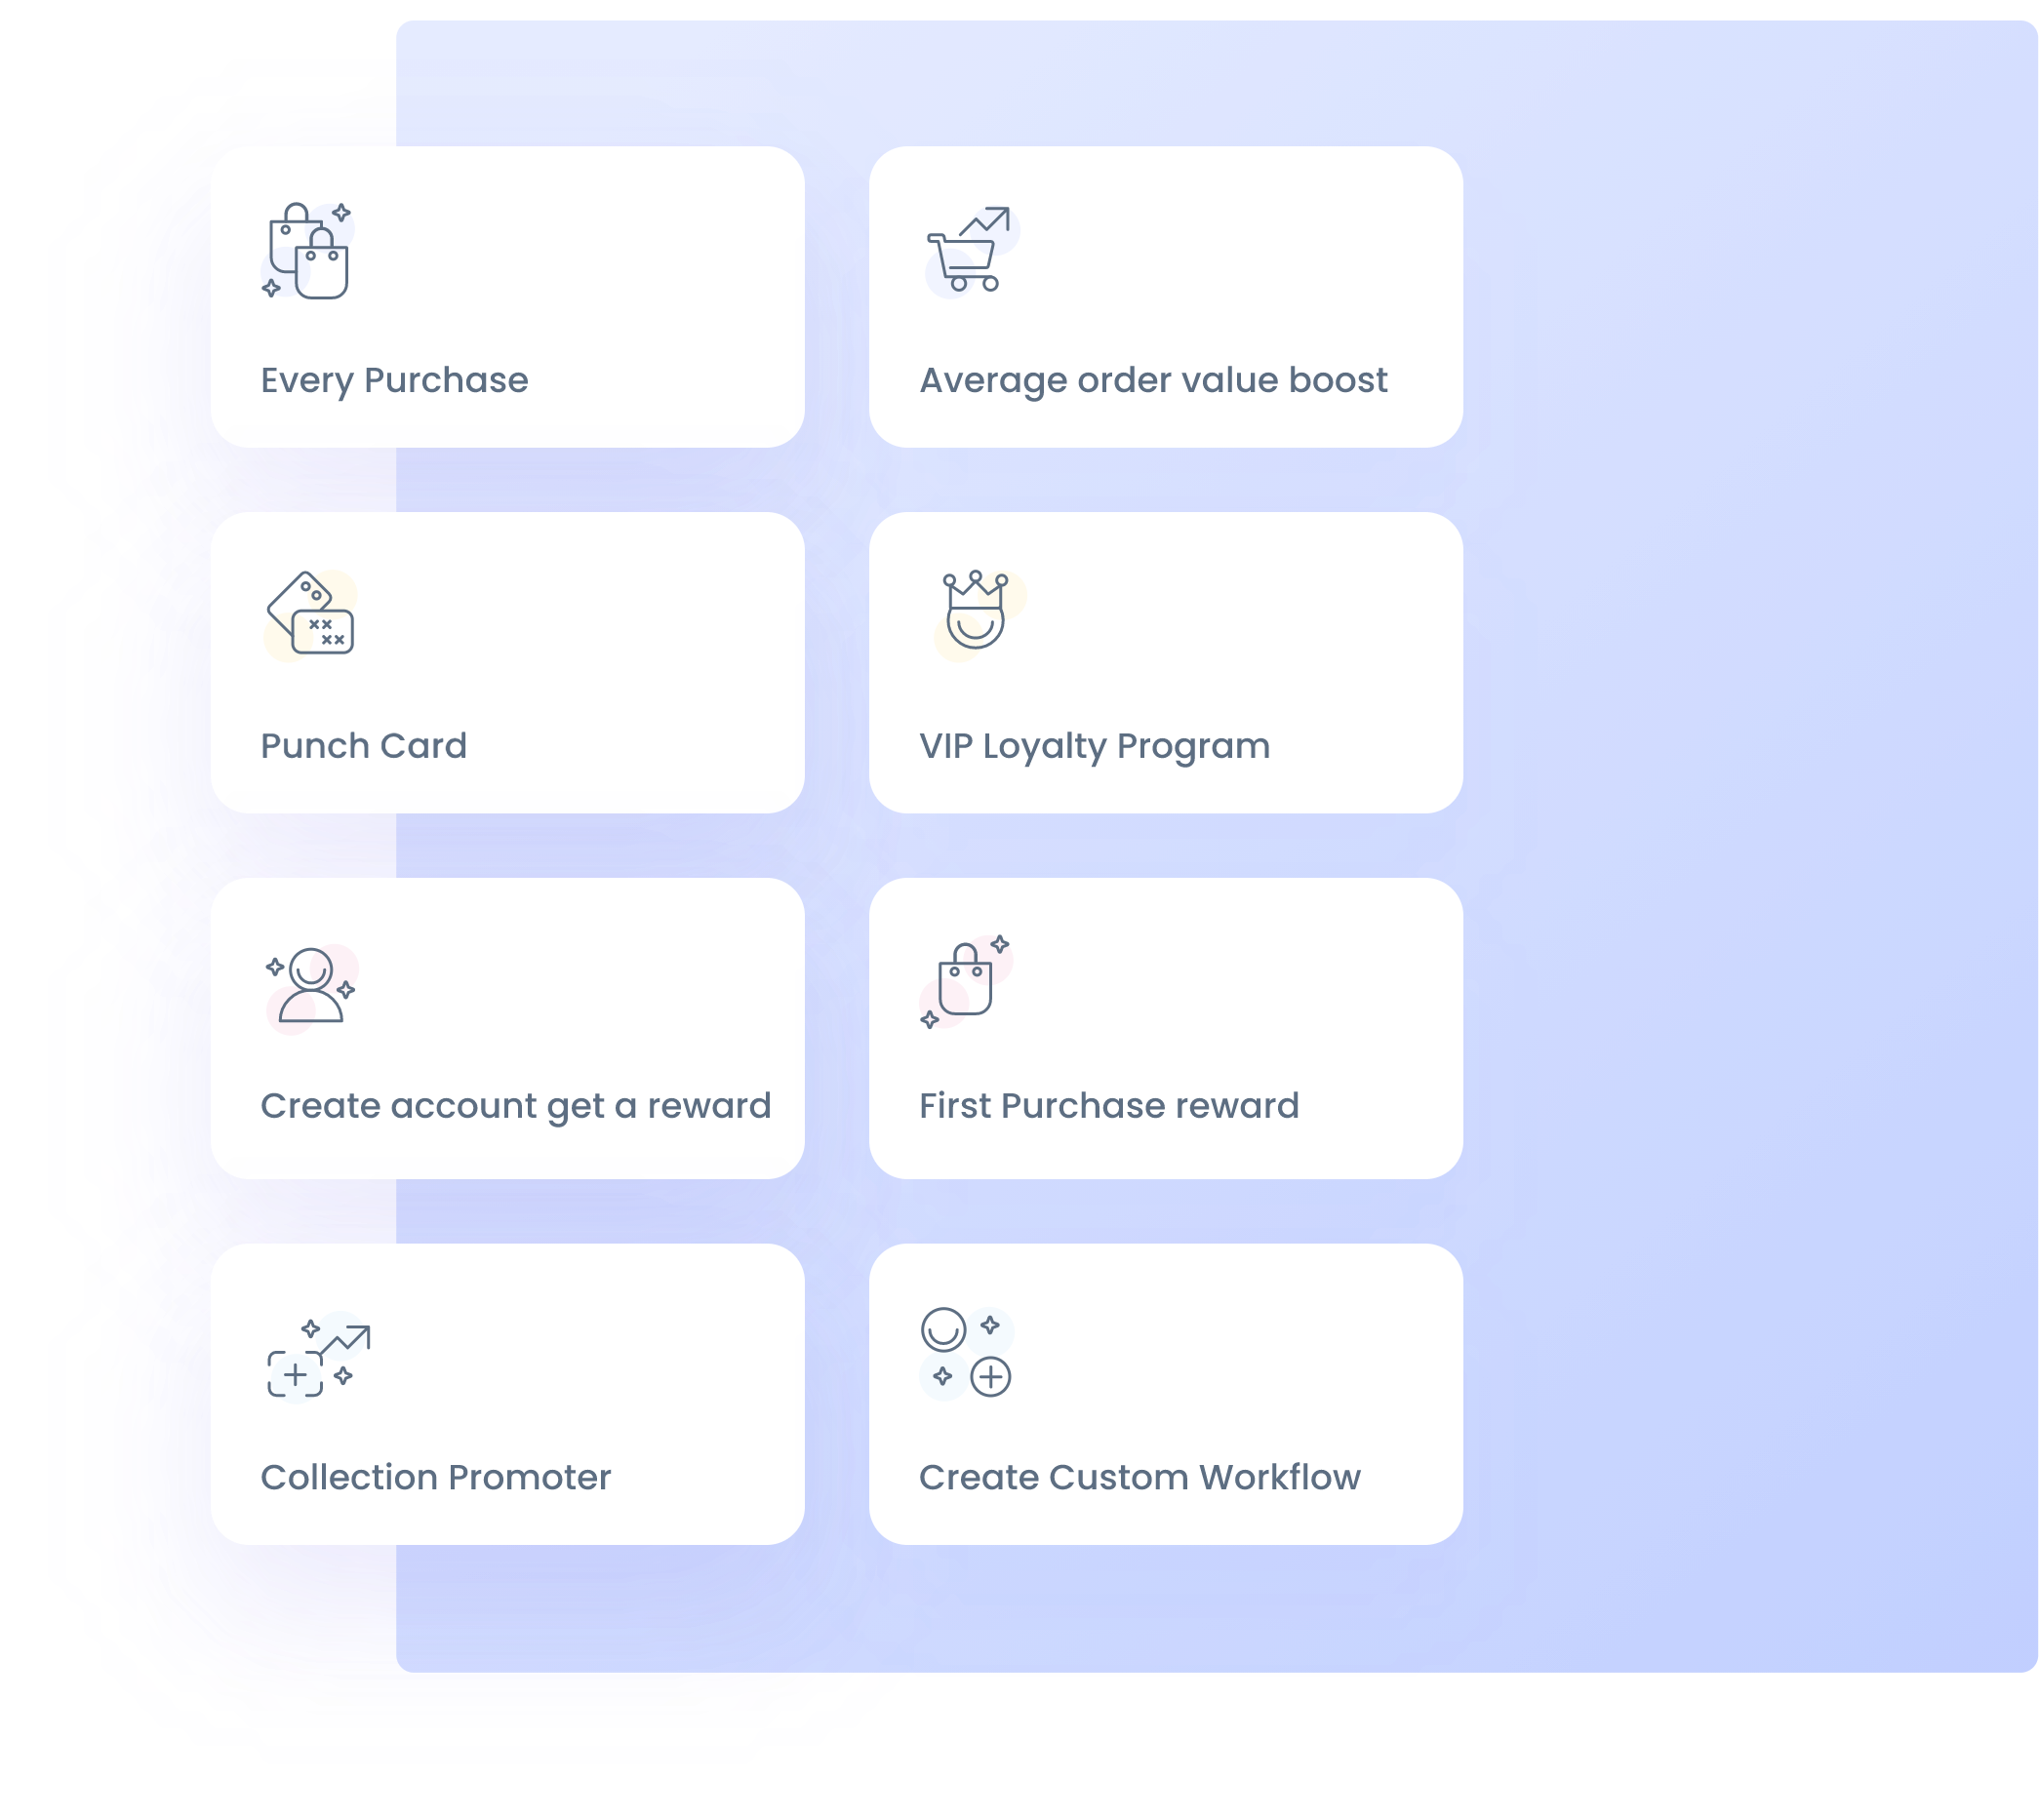 Every Purchase
Average order value boost
Punch Card
VIP Loyalty Program
Create account get a reward
First Purchase reward
Collection Promoter
Create Custom Workflow